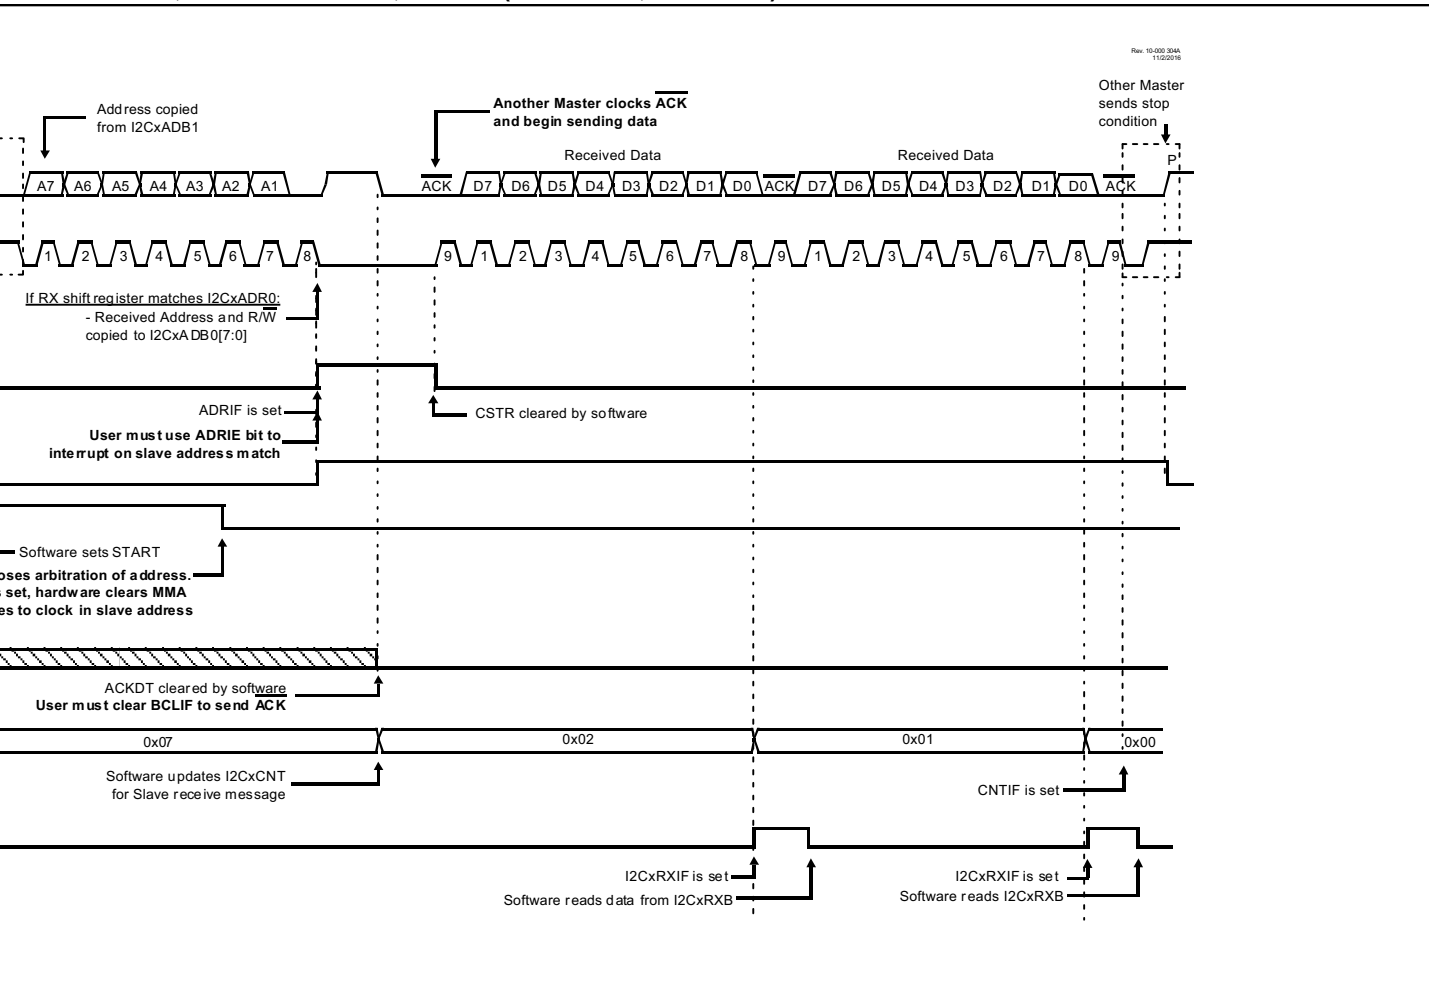 Rev. 10-000 304A
11/2/2016
Other Master
sends stop
condition
Address copied
from I2CxADB1
Another Master clocks ACK
and begin sending data
Received Data
Received Data
P
A7 A6 A5 A4 A3 A2 A1 ACK D7 D6 D5 D4 D3 D2 D1 D0 ACK D7 D6 D5 D4 D3 D2 D1 D0 ACK
1 2 3 4 5 6 7 8 9 1 2 3 4 5 6 7 8 9 1 2 3 4 5 6 7 8 9
If RX shift register matches I2CxADR0:
- Received Address and R/W
copied to I2CxADB0[7:0]
ADRIF is set
CSTR cleared by software
User must use ADRIE bit to
interrupt on slave address match
Software sets START
oses arbitration of address.
s set, hardware clears MMA
es to clock in slave address
ACKDT cleared by software
User must clear BCLIF to send ACK
0x07 0x02 0x01 0x00
Software updates I2CxCNT
for Slave receive message
CNTIF is set
I2CxRXIF is set
I2CxRXIF is set
Software reads data from I2CxRXB
Software reads I2CxRXB